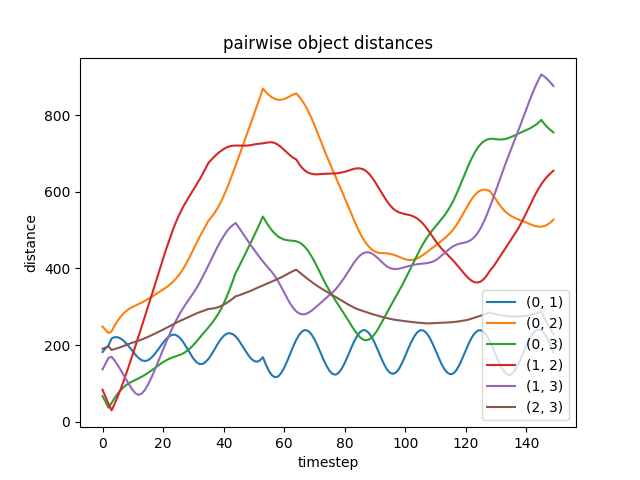 pairwise object distances
distance
800
600
400
200
0
0 20 40 60 80 100 120 140
timestep
(0, 1)
(0, 2)
(0, 3)
(1, 2)
(1, 3)
(2, 3)